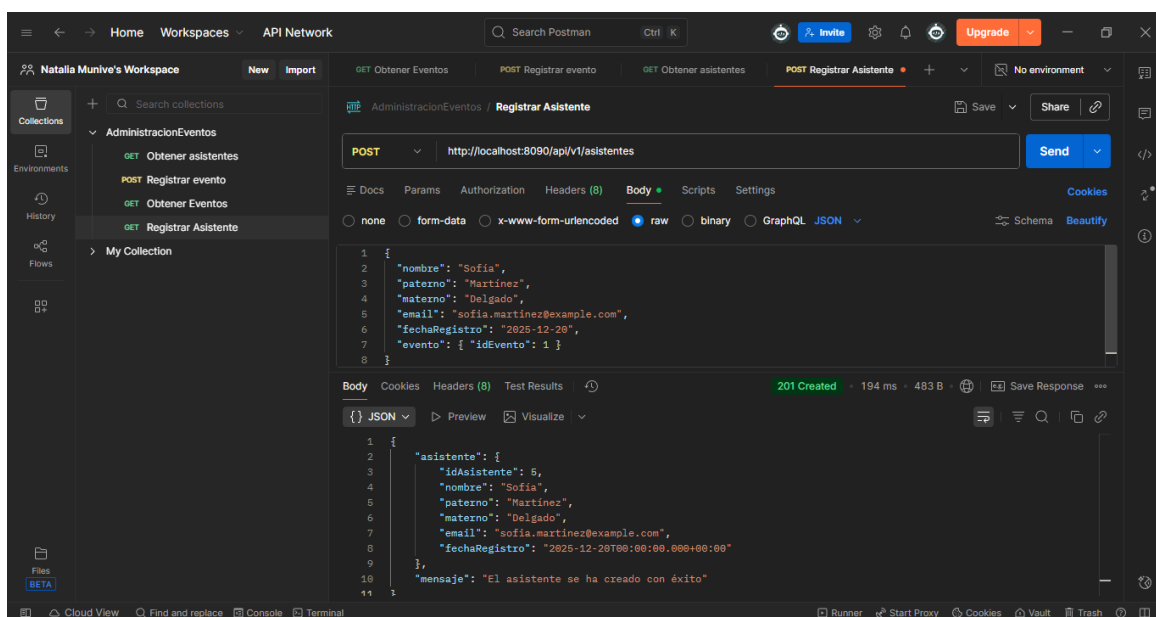 Home Workspaces API Network Search Postman Ctrl K Invite Upgrade
Natalia Munive's Workspace New Import GET Obtener Eventos POST Registrar evento GET Obtener asistentes POST Registrar Asistente No environment
Collections
Environments
History
Flows
Files
BETA
Search collections
AdministracionEventos
GET Obtener asistentes
POST Registrar evento
GET Obtener Eventos
GET Registrar Asistente
My Collection
HTTP AdministracionEventos / Registrar Asistente Save Share
POST http://localhost:8090/api/v1/asistentes Send
Docs Params Authorization Headers (8) Body Scripts Settings Cookies
none form-data x-www-form-urlencoded raw binary GraphQL JSON Schema Beautify
1 {
2 "nombre": "Sofía",
3 "paterno": "Martínez",
4 "materno": "Delgado",
5 "email": "sofia.martinez@example.com",
6 "fechaRegistro": "2025-12-20",
7 "evento": { "idEvento": 1 }
8 }
Body Cookies Headers (8) Test Results 201 Created 194 ms 483 B e.g. Save Response
{} JSON Preview Visualize
1 {
2 "asistente": {
3 "idAsistente": 5,
4 "nombre": "Sofía",
5 "paterno": "Martínez",
6 "materno": "Delgado",
7 "email": "sofia.martinez@example.com",
8 "fechaRegistro": "2025-12-20T00:00:00.000+00:00"
9 },
10 "mensaje": "El asistente se ha creado con éxito"
11 }
Cloud View Find and replace Console Terminal Runner Start Proxy Cookies Vault Trash